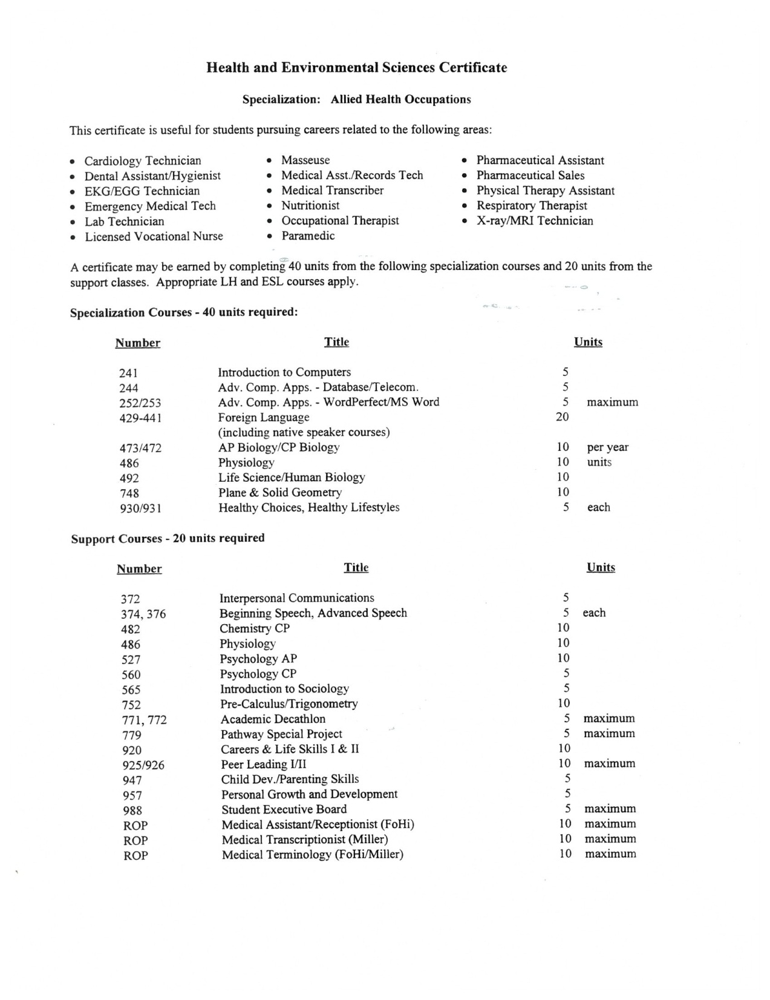 Health and Environmental Sciences Certificate
Specialization: Allied Health Occupations
This certificate is useful for students pursuing careers related to the following areas:
• Cardiology Technician
• Dental Assistant/Hygienist
• EKG/EGG Technician
• Emergency Medical Tech
• Lab Technician
• Licensed Vocational Nurse
• Masseuse
• Medical Asst./Records Tech
• Medical Transcriber
• Nutritionist
• Occupational Therapist
• Paramedic
• Pharmaceutical Assistant
• Pharmaceutical Sales
• Physical Therapy Assistant
• Respiratory Therapist
• X-ray/MRI Technician
A certificate may be earned by completing 40 units from the following specialization courses and 20 units from the
support classes. Appropriate LH and ESL courses apply.
Specialization Courses - 40 units required:
Number Title Units
241 Introduction to Computers 5
244 Adv. Comp. Apps. - Database/Telecom. 5
252/253 Adv. Comp. Apps. - WordPerfect/MS Word 5 maximum
429-441 Foreign Language 20
(including native speaker courses)
473/472 AP Biology/CP Biology 10 per year
486 Physiology 10 units
492 Life Science/Human Biology 10
748 Plane & Solid Geometry 10
930/931 Healthy Choices, Healthy Lifestyles 5 each
Support Courses - 20 units required
Number Title Units
372 Interpersonal Communications 5
374, 376 Beginning Speech, Advanced Speech 5 each
482 Chemistry CP 10
486 Physiology 10
527 Psychology AP 10
560 Psychology CP 5
565 Introduction to Sociology 5
752 Pre-Calculus/Trigonometry 10
771, 772 Academic Decathlon 5 maximum
779 Pathway Special Project 5 maximum
920 Careers & Life Skills I & II 10
925/926 Peer Leading I/II 10 maximum
947 Child Dev./Parenting Skills 5
957 Personal Growth and Development 5
988 Student Executive Board 5 maximum
ROP Medical Assistant/Receptionist (FoHi) 10 maximum
ROP Medical Transcriptionist (Miller) 10 maximum
ROP Medical Terminology (FoHi/Miller) 10 maximum